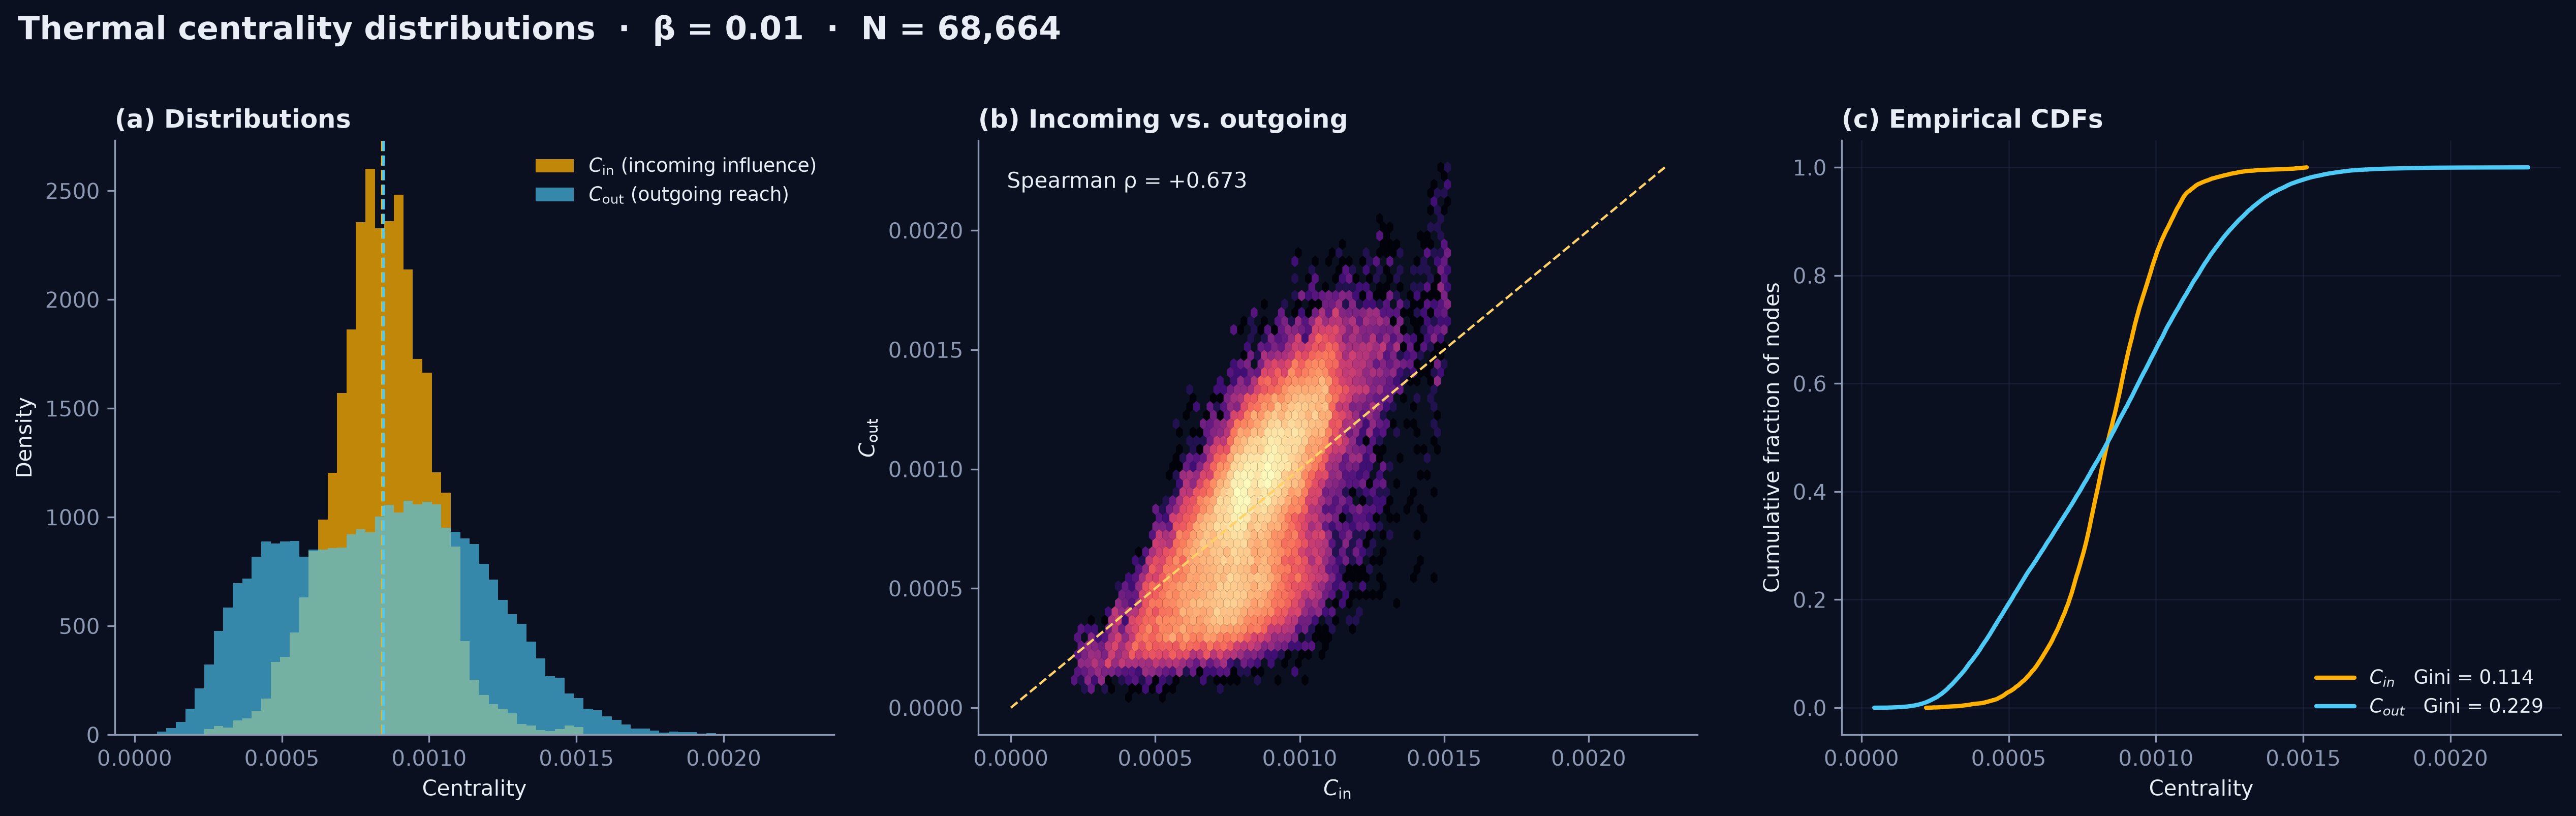 Thermal centrality distributions · β = 0.01 · N = 68,664
(a) Distributions
2500
2000
1500
1000
500
0
Density
0.0000 0.0005 0.0010 0.0015 0.0020
Centrality
C_in (incoming influence)
C_out (outgoing reach)
(b) Incoming vs. outgoing
Spearman ρ = +0.673
0.0020
0.0015
0.0010
0.0005
0.0000
C_out
0.0000 0.0005 0.0010 0.0015 0.0020
C_in
(c) Empirical CDFs
1.0
0.8
0.6
0.4
0.2
0.0
Cumulative fraction of nodes
0.0000 0.0005 0.0010 0.0015 0.0020
Centrality
C_in Gini = 0.114
C_out Gini = 0.229